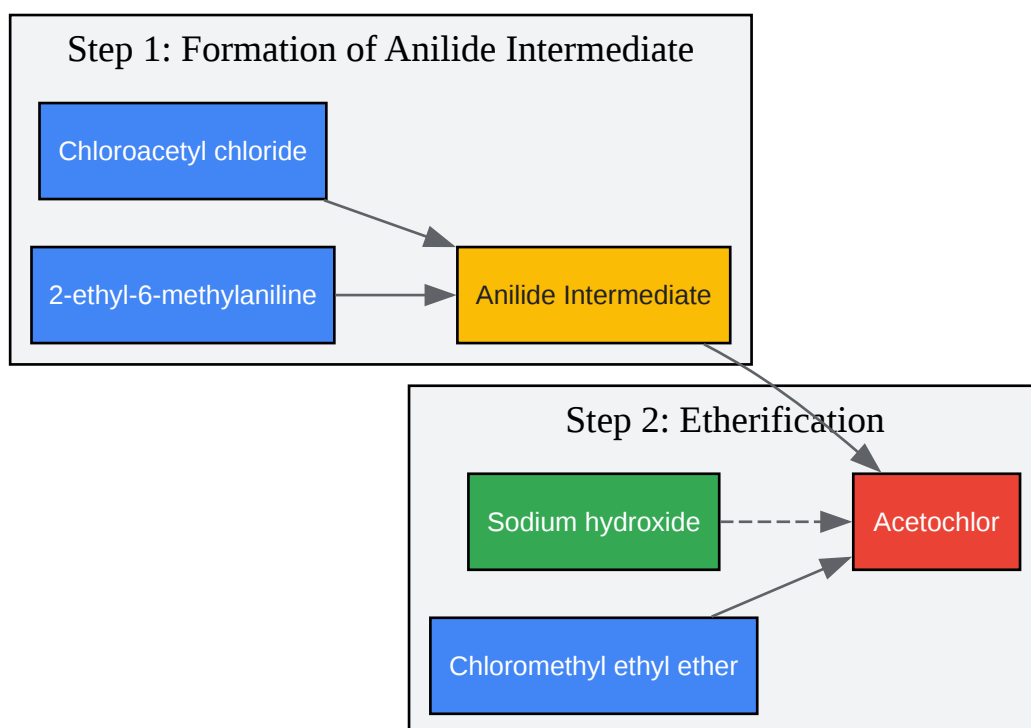 Step 1: Formation of Anilide Intermediate
Chloroacetyl chloride
2-ethyl-6-methylaniline
Anilide Intermediate
Step 2: Etherification
Sodium hydroxide
Acetochlor
Chloromethyl ethyl ether